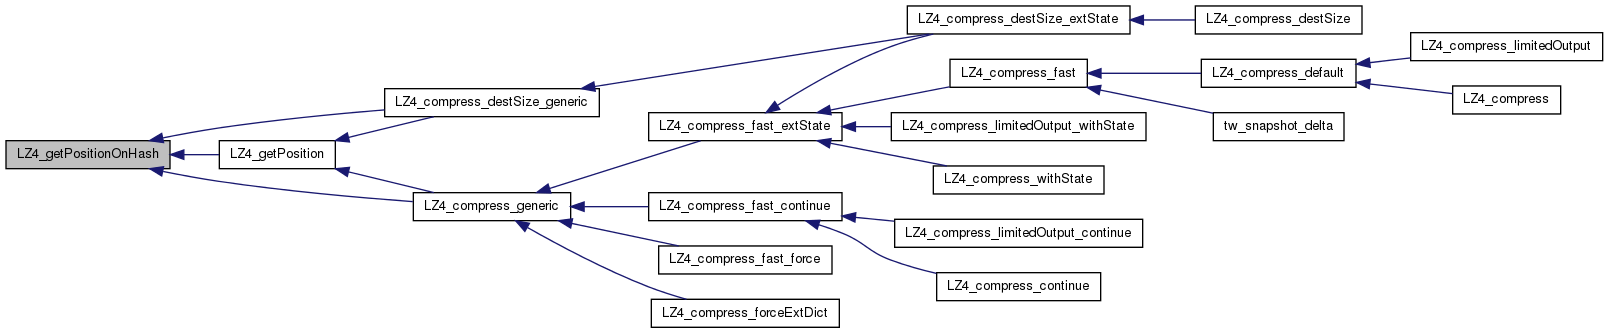 LZ4_getPositionOnHash
LZ4_compress_destSize_generic
LZ4_getPosition
LZ4_compress_generic
LZ4_compress_destSize_extState
LZ4_compress_destSize
LZ4_compress_fast_extState
LZ4_compress_fast
LZ4_compress_default
LZ4_compress_limitedOutput
LZ4_compress
tw_snapshot_delta
LZ4_compress_limitedOutput_withState
LZ4_compress_withState
LZ4_compress_fast_continue
LZ4_compress_limitedOutput_continue
LZ4_compress_continue
LZ4_compress_fast_force
LZ4_compress_forceExtDict